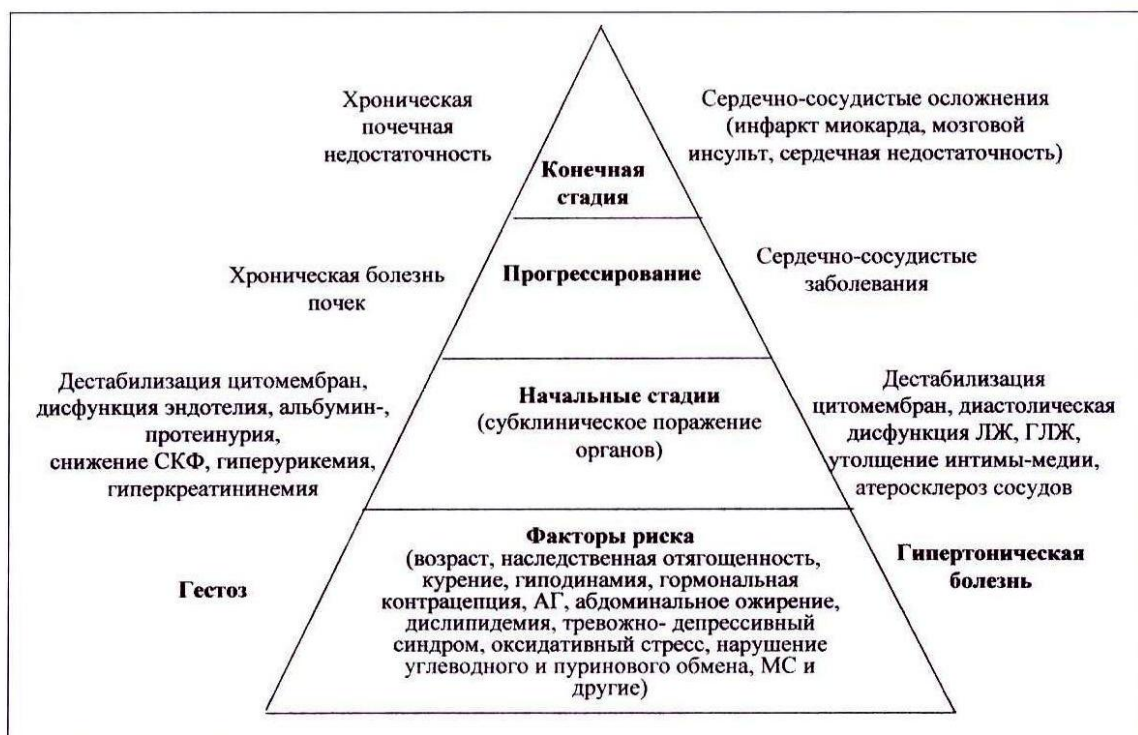 Хроническая
почечная
недостаточность
Сердечно-сосудистые осложнения
(инфаркт миокарда, мозговой
инсульт, сердечная недостаточность)
Конечная
стадия
Хроническая болезнь
почек
Прогрессирование
Сердечно-сосудистые
заболевания
Дестабилизация цитомембран,
дисфункция эндотелия, альбумин-,
протеинурия,
снижение СКФ, гиперурикемия,
гиперкреатининемия
Начальные стадии
(субклиническое поражение
органов)
Дестабилизация
цитомембран, диастолическая
дисфункция ЛЖ, ГЛЖ,
утолщение интимы-медии,
атеросклероз сосудов
Гестоз
Факторы риска
(возраст, наследственная отягощенность,
курение, гиподинамия, гормональная
контрацепция, АГ, абдоминальное ожирение,
дислипидемия, тревожно- депрессивный
синдром, оксидативный стресс, нарушение
углеводного и пуринового обмена, МС и
другие)
Гипертоническая
болезнь